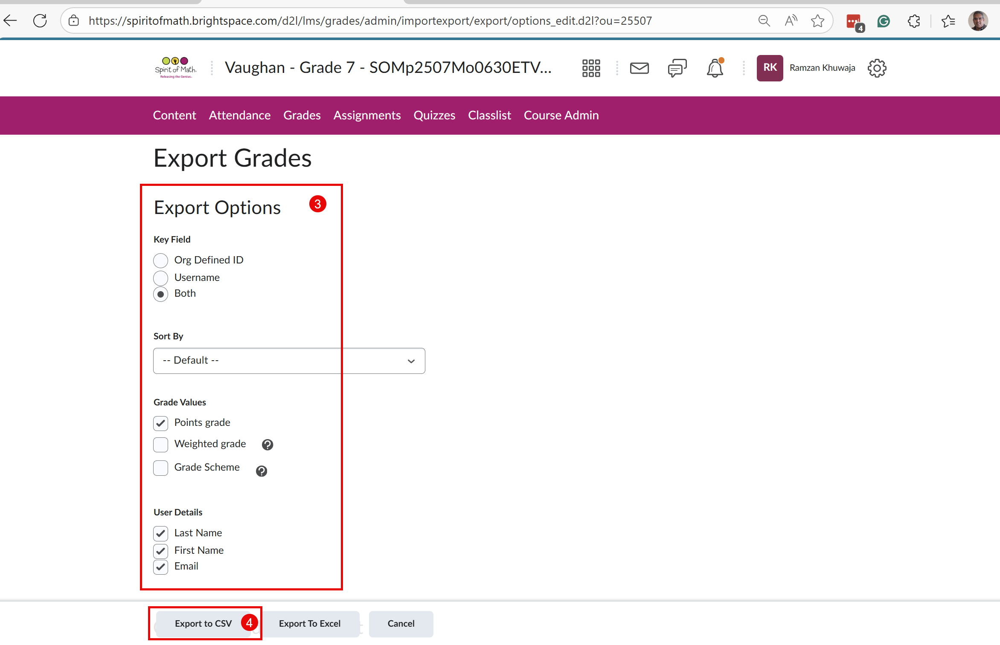 https://spiritofmath.brightspace.com/d2l/lms/grades/admin/importexport/export/options_edit.d2l?ou=25507
4
Spirit of Math
Releasing the Genius.
Vaughan - Grade 7 - SOMp2507Mo0630ETV...
RK
Ramzan Khuwaja
Content Attendance Grades Assignments Quizzes Classlist Course Admin
Export Grades
Export Options
3
Key Field
Org Defined ID
Username
Both
Sort By
-- Default --
Grade Values
Points grade
Weighted grade
Grade Scheme
User Details
Last Name
First Name
Email
Export to CSV
4
Export To Excel
Cancel